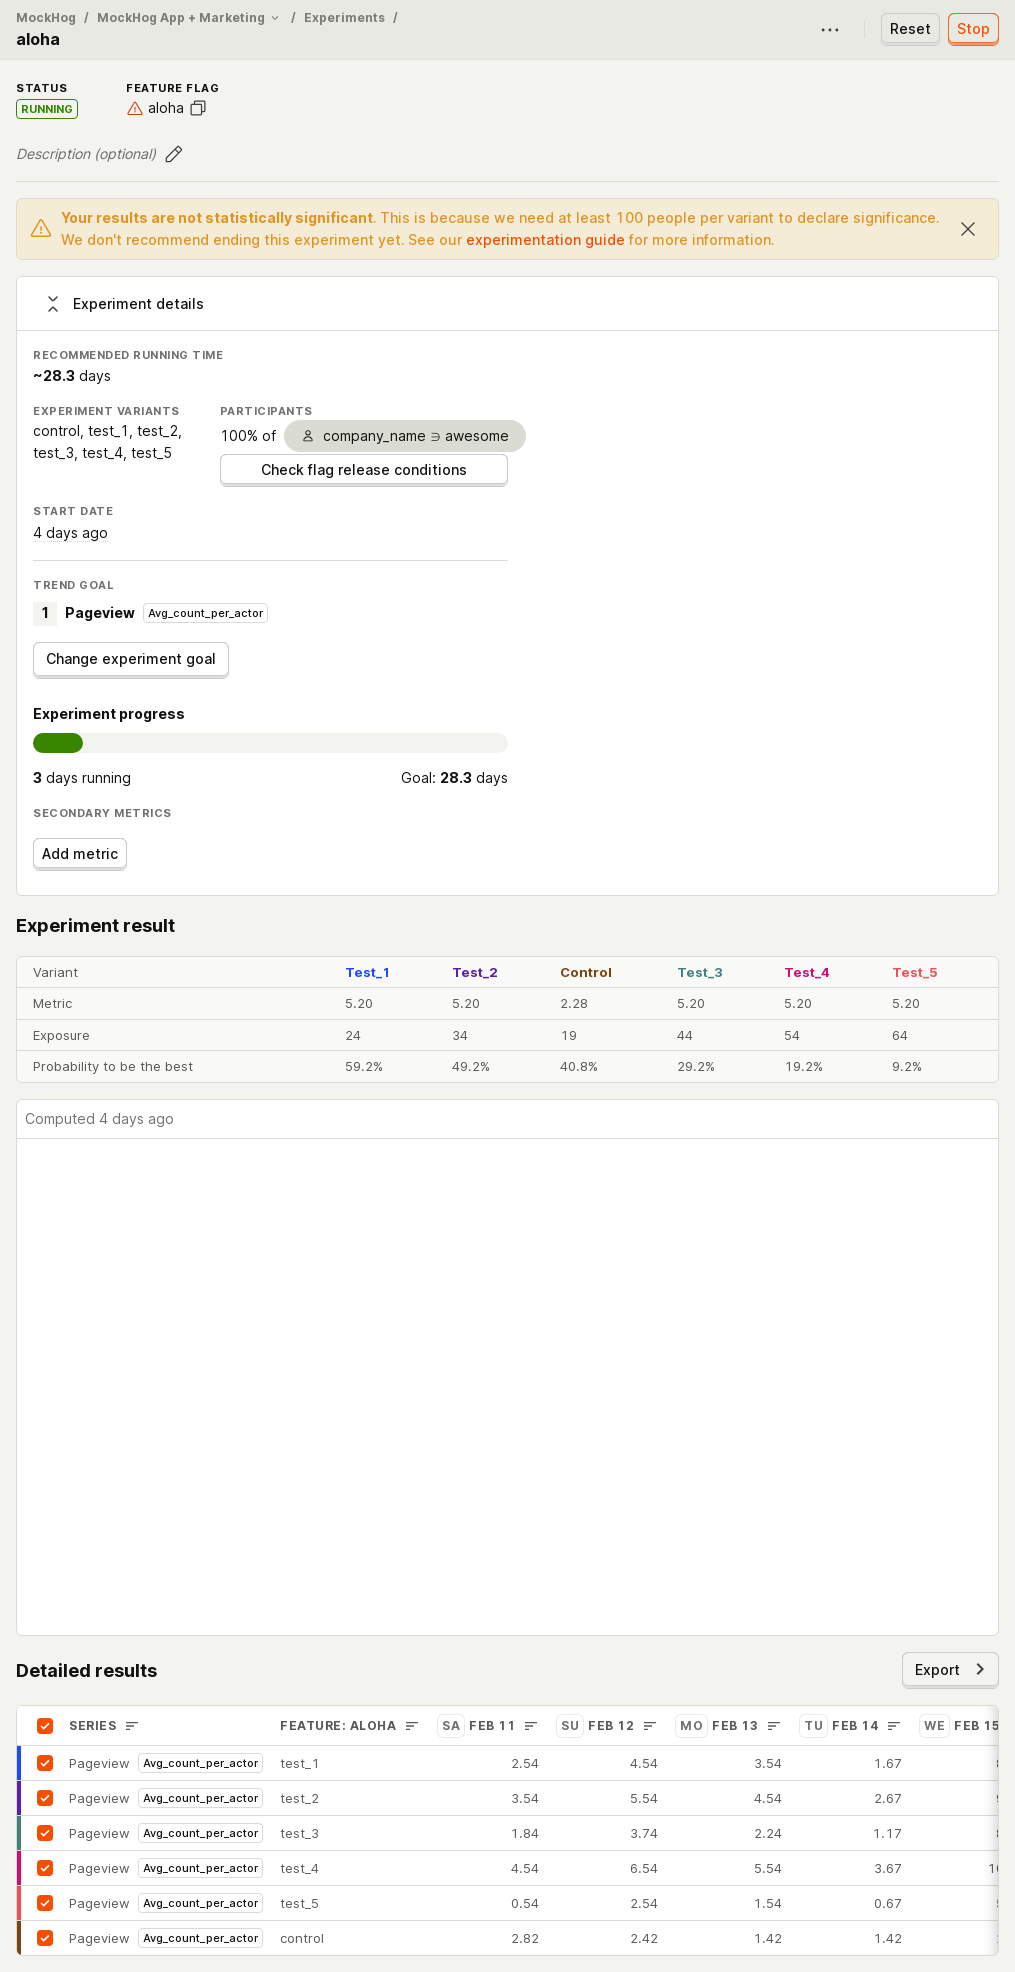 MockHog / MockHog App + Marketing / Experiments /
aloha
Reset
Stop
STATUS
FEATURE FLAG
RUNNING
aloha
Description (optional)
Your results are not statistically significant. This is because we need at least 100 people per variant to declare significance.
We don't recommend ending this experiment yet. See our experimentation guide for more information.
Experiment details
RECOMMENDED RUNNING TIME
~28.3 days
EXPERIMENT VARIANTS
control, test_1, test_2,
test_3, test_4, test_5
PARTICIPANTS
100% of company_name ∋ awesome
Check flag release conditions
START DATE
4 days ago
TREND GOAL
1 Pageview Avg_count_per_actor
Change experiment goal
Experiment progress
3 days running Goal: 28.3 days
SECONDARY METRICS
Add metric
Experiment result
Variant Test_1 Test_2 Control Test_3 Test_4 Test_5
Metric 5.20 5.20 2.28 5.20 5.20 5.20
Exposure 24 34 19 44 54 64
Probability to be the best 59.2% 49.2% 40.8% 29.2% 19.2% 9.2%
Computed 4 days ago
Detailed results
Export
SERIES FEATURE: ALOHA SA FEB 11 SU FEB 12 MO FEB 13 TU FEB 14 WE FEB 15
Pageview Avg_count_per_actor test_1 2.54 4.54 3.54 1.67
Pageview Avg_count_per_actor test_2 3.54 5.54 4.54 2.67
Pageview Avg_count_per_actor test_3 1.84 3.74 2.24 1.17
Pageview Avg_count_per_actor test_4 4.54 6.54 5.54 3.67
Pageview Avg_count_per_actor test_5 0.54 2.54 1.54 0.67
Pageview Avg_count_per_actor control 2.82 2.42 1.42 1.42